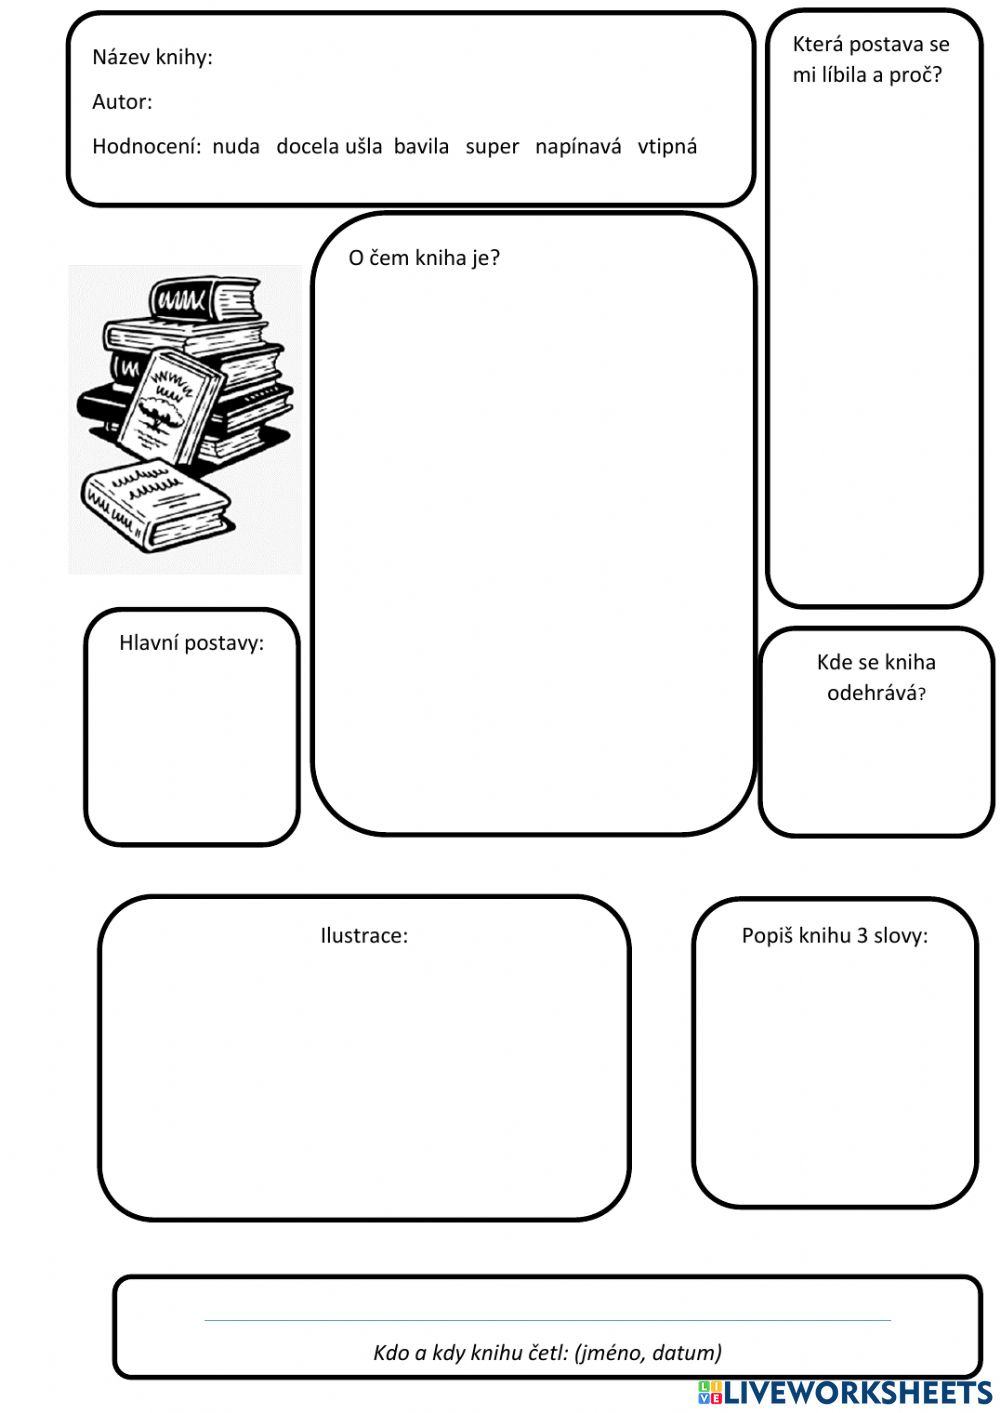 Název knihy:
Autor:
Hodnocení: nuda docela ušla bavila super napínavá vtipná
Která postava se
mi líbila a proč?
O čem kniha je?
Hlavní postavy:
Kde se kniha
odehrává?
Ilustrace:
Popiš knihu 3 slovy:
Kdo a kdy knihu četl: (jméno, datum)
LIVE LIVEWORKSHEETS